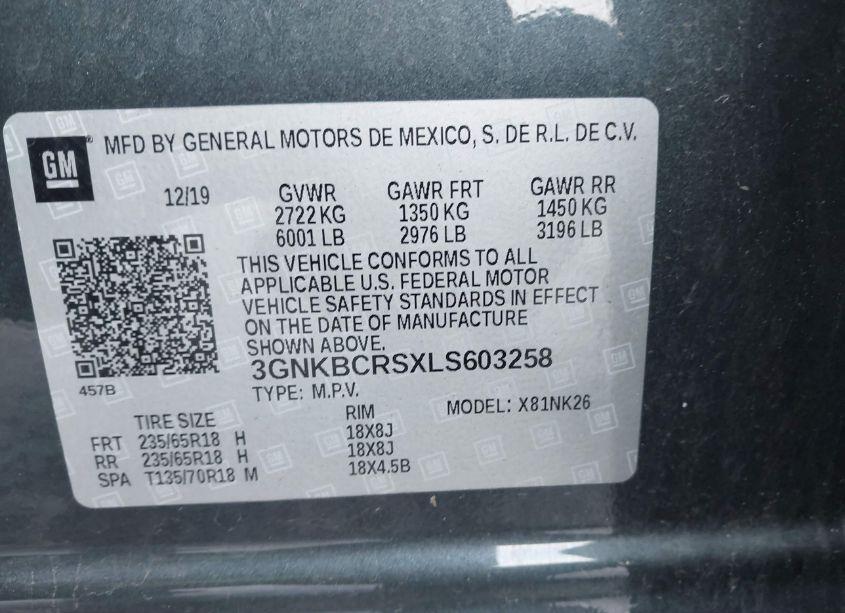 GM
MFD BY GENERAL MOTORS DE MEXICO, S. DE R.L. DE C.V.
12/19 GVWR GAWR FRT GAWR RR
2722 KG 1350 KG 1450 KG
6001 LB 2976 LB 3196 LB
THIS VEHICLE CONFORMS TO ALL
APPLICABLE U.S. FEDERAL MOTOR
VEHICLE SAFETY STANDARDS IN EFFECT
ON THE DATE OF MANUFACTURE
SHOWN ABOVE.
3GNKBCRSXLS603258
457B
TYPE: M.P.V.
MODEL: X81NK26
TIRE SIZE RIM
FRT 235/65R18 H 18X8J
RR 235/65R18 H 18X8J
SPA T135/70R18 M 18X4.5B